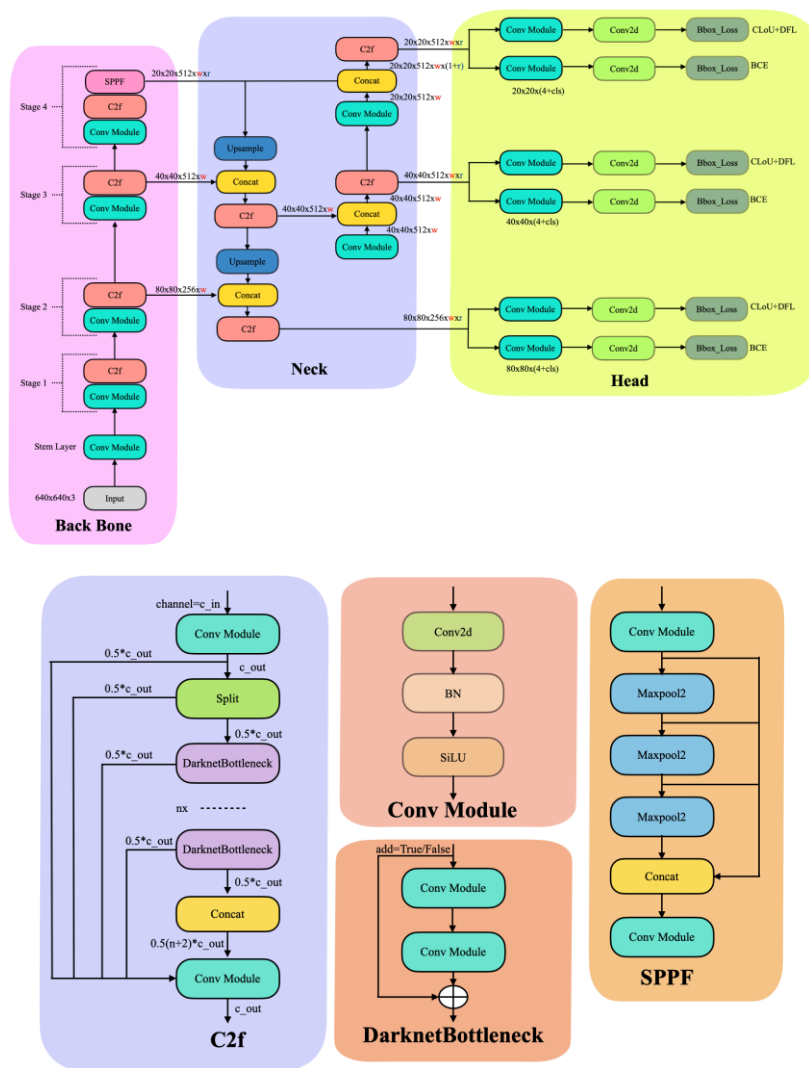 C2f
20x20x512xwxr
Conv Module
Conv2d
Bbox_Loss
CLoU+DFL
SPPF
20x20x512xwxr
Concat
20x20x512xwx(1+r)
Conv Module
Conv2d
Bbox_Loss
BCE
20x20x(4+cls)
Stage 4
C2f
20x20x512xw
Conv Module
Conv Module
Upsample
C2f
40x40x512xw
Concat
C2f
40x40x512xwxr
Conv Module
Conv2d
Bbox_Loss
CLoU+DFL
Stage 3
Conv Module
40x40x512xw
Conv Module
Conv2d
Bbox_Loss
BCE
C2f
40x40x512xw
Concat
40x40x(4+cls)
40x40x512xw
Conv Module
Upsample
C2f
80x80x256xw
Concat
Stage 2
Conv Module
Conv Module
Conv2d
Bbox_Loss
CLoU+DFL
C2f
80x80x256xwxr
Conv Module
Conv2d
Bbox_Loss
BCE
80x80x(4+cls)
C2f
Neck
Head
Stage 1
Conv Module
Stem Layer
Conv Module
640x640x3
Input
Back Bone
channel=c_in
Conv Module
0.5*c_out
c_out
0.5*c_out
Split
0.5*c_out
0.5*c_out
DarknetBottleneck
nx
0.5*c_out
DarknetBottleneck
0.5*c_out
Concat
0.5(n+2)*c_out
Conv Module
c_out
C2f
Conv2d
BN
SiLU
Conv Module
add=True/False
Conv Module
Conv Module
DarknetBottleneck
Conv Module
Maxpool2
Maxpool2
Maxpool2
Concat
Conv Module
SPPF